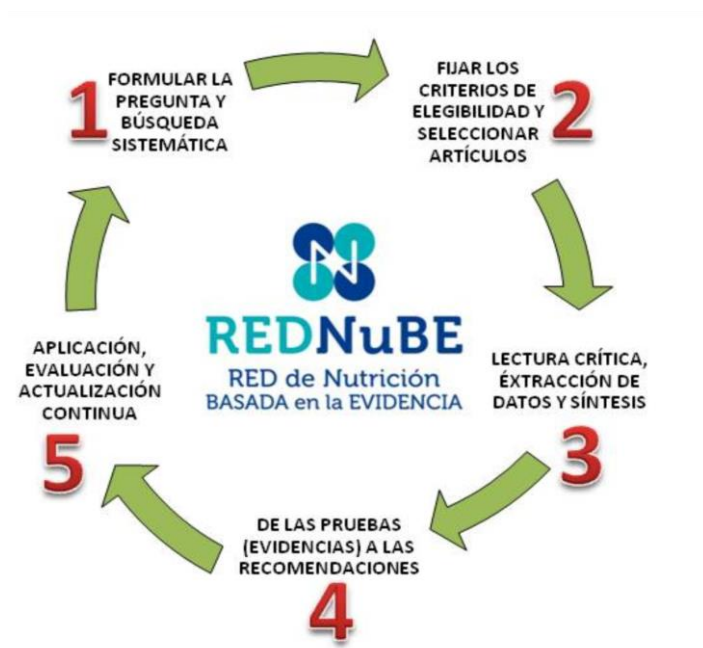 1
FORMULAR LA
PREGUNTA Y
BÚSQUEDA
SISTEMÁTICA
FIJAR LOS
CRITERIOS DE
ELEGIBILIDAD Y
SELECCIONAR
ARTÍCULOS
2
LECTURA CRÍTICA,
ÉXTRACCIÓN DE
DATOS Y SÍNTESIS
3
DE LAS PRUEBAS
(EVIDENCIAS) A LAS
RECOMENDACIONES
4
APLICACIÓN,
EVALUACIÓN Y
ACTUALIZACIÓN
CONTINUA
5
N
REDNuBE
RED de Nutrición
BASADA en la EVIDENCIA